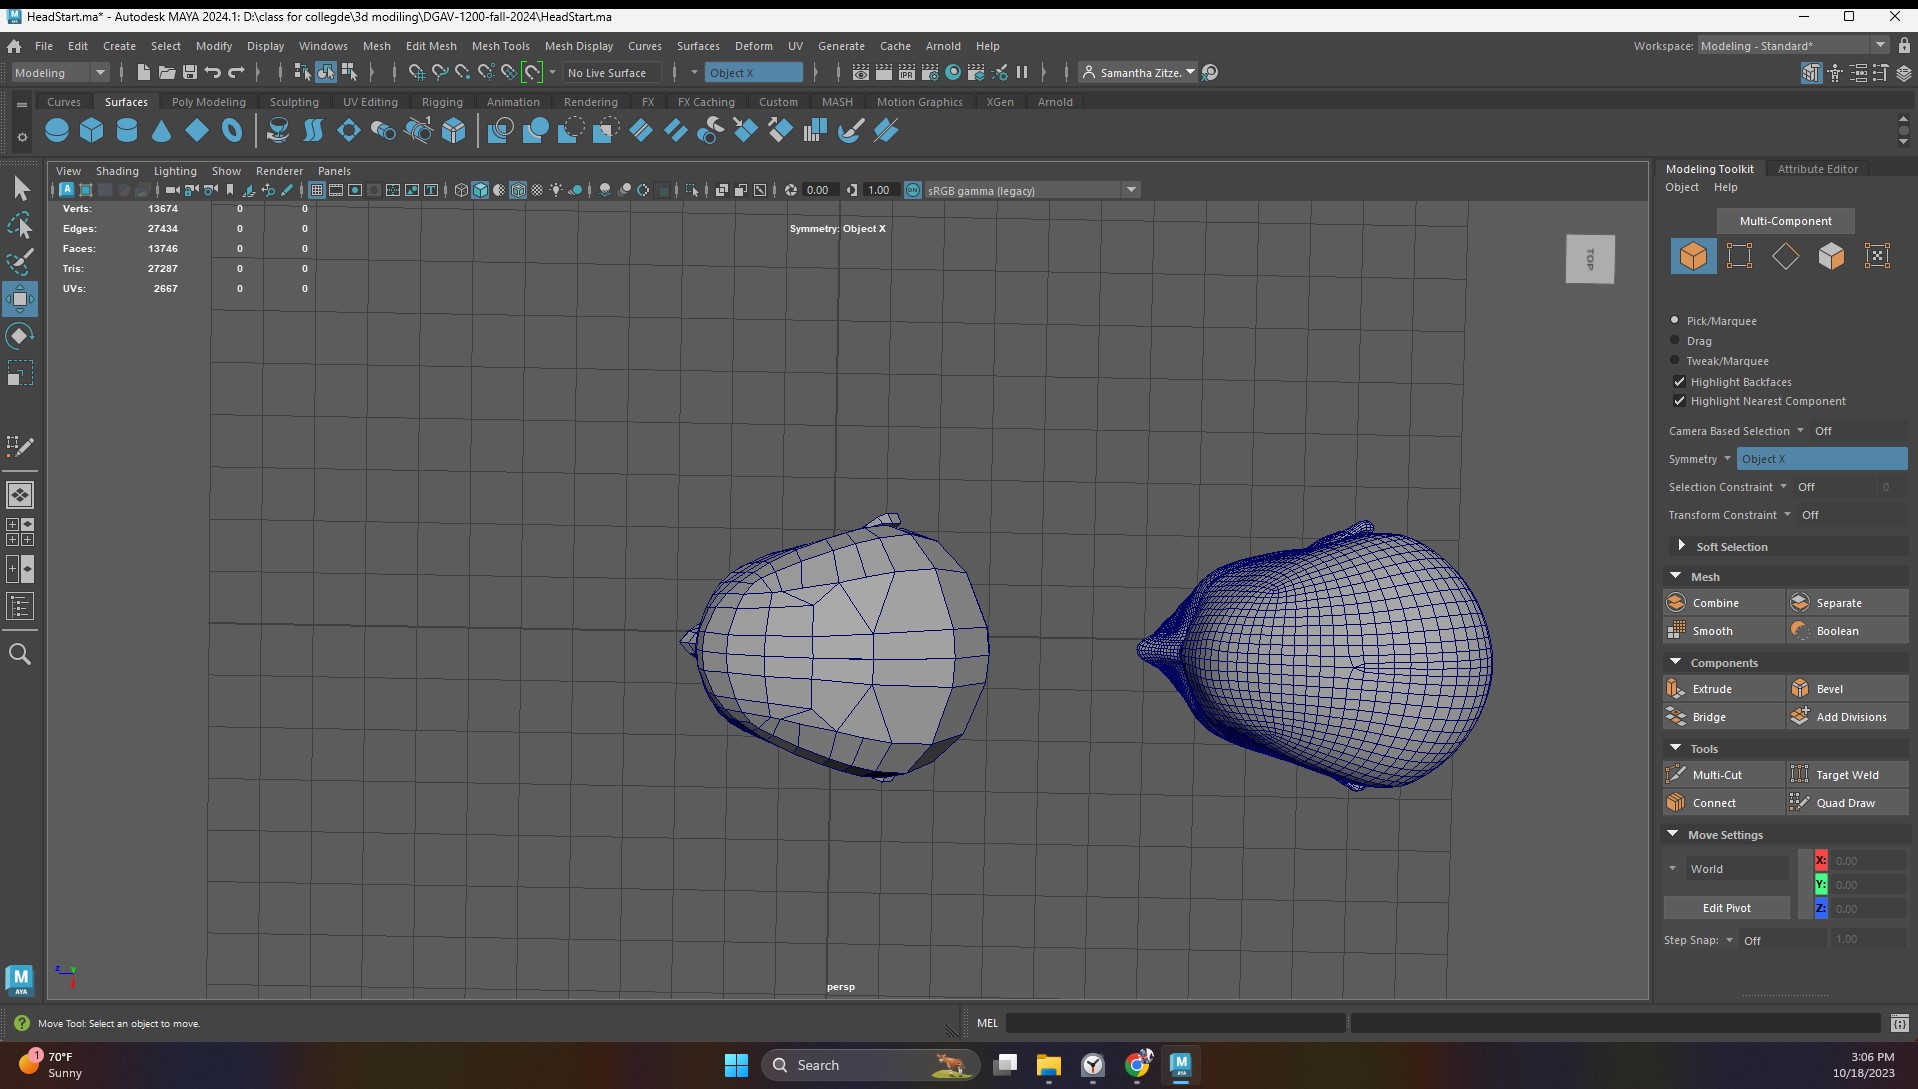 HeadStart.ma* - Autodesk MAYA 2024.1: D:\class for collegde\3d modiling\DGAV-1200-fall-2024\HeadStart.ma
File Edit Create Select Modify Display Windows Mesh Edit Mesh Mesh Tools Mesh Display Curves Surfaces Deform UV Generate Cache Arnold Help
Workspace: Modeling - Standard*
Modeling
No Live Surface
Object X
IPR
Samantha Zitze.
Curves Surfaces Poly Modeling Sculpting UV Editing Rigging Animation Rendering FX FX Caching Custom MASH Motion Graphics XGen Arnold
View Shading Lighting Show Renderer Panels
0.00 1.00 ON sRGB gamma (legacy)
Verts: 13674 0 0
Edges: 27434 0 0
Faces: 13746 0 0
Tris: 27287 0 0
UVs: 2667 0 0
Symmetry: Object X
TOP
persp
z y
x
Modeling Toolkit Attribute Editor
Object Help
Multi-Component
Pick/Marquee
Drag
Tweak/Marquee
Highlight Backfaces
Highlight Nearest Component
Camera Based Selection Off
Symmetry Object X
Selection Constraint Off 0
Transform Constraint Off
Soft Selection
Mesh
Combine Separate
Smooth Boolean
Components
Extrude Bevel
Bridge Add Divisions
Tools
Multi-Cut Target Weld
Connect Quad Draw
Move Settings
World
X: 0.00
Y: 0.00
Z: 0.00
Edit Pivot
Step Snap: Off 1.00
M
AYA
Move Tool: Select an object to move.
MEL
1
70°F
Sunny
Search
3:06 PM
10/18/2023